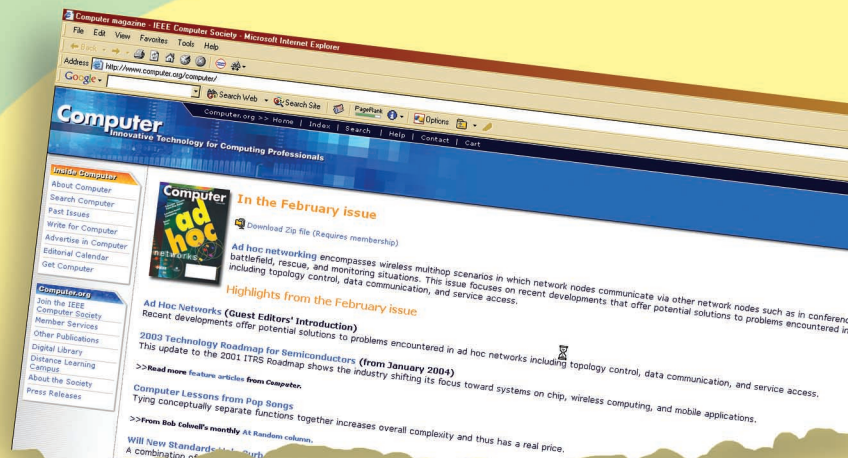 Computer magazine - IEEE Computer Society - Microsoft Internet Explorer
File Edit View Favorites Tools Help
Back
Address http://www.computer.org/computer/
Google Search Web Search Site PageRank Options
Computer
Innovative Technology for Computing Professionals
Computer.org >> Home | Index | Search | Help | Contact | Cart
Inside Computer
About Computer
Search Computer
Past Issues
Write for Computer
Advertise in Computer
Editorial Calendar
Get Computer
Computer.org
Join the IEEE
Computer Society
Member Services
Other Publications
Digital Library
Distance Learning
Campus
About the Society
Press Releases
Computer
ad
hoc
networks
In the February issue
Download Zip file (Requires membership)
Ad hoc networking encompasses wireless multihop scenarios in which network nodes communicate via other network nodes such as in conference
battlefield, rescue, and monitoring situations. This issue focuses on recent developments that offer potential solutions to problems encountered in
including topology control, data communication, and service access.
Highlights from the February issue
Ad Hoc Networks (Guest Editors' Introduction)
Recent developments offer potential solutions to problems encountered in ad hoc networks including topology control, data communication, and service access.
2003 Technology Roadmap for Semiconductors (from January 2004)
This update to the 2001 ITRS Roadmap shows the industry shifting its focus toward systems on chip, wireless computing, and mobile applications.
>>Read more feature articles from Computer.
Computer Lessons from Pop Songs
Tying conceptually separate functions together increases overall complexity and thus has a real price.
>>From Bob Colwell's monthly At Random column.
Will New Standards Help Curb
A combination of